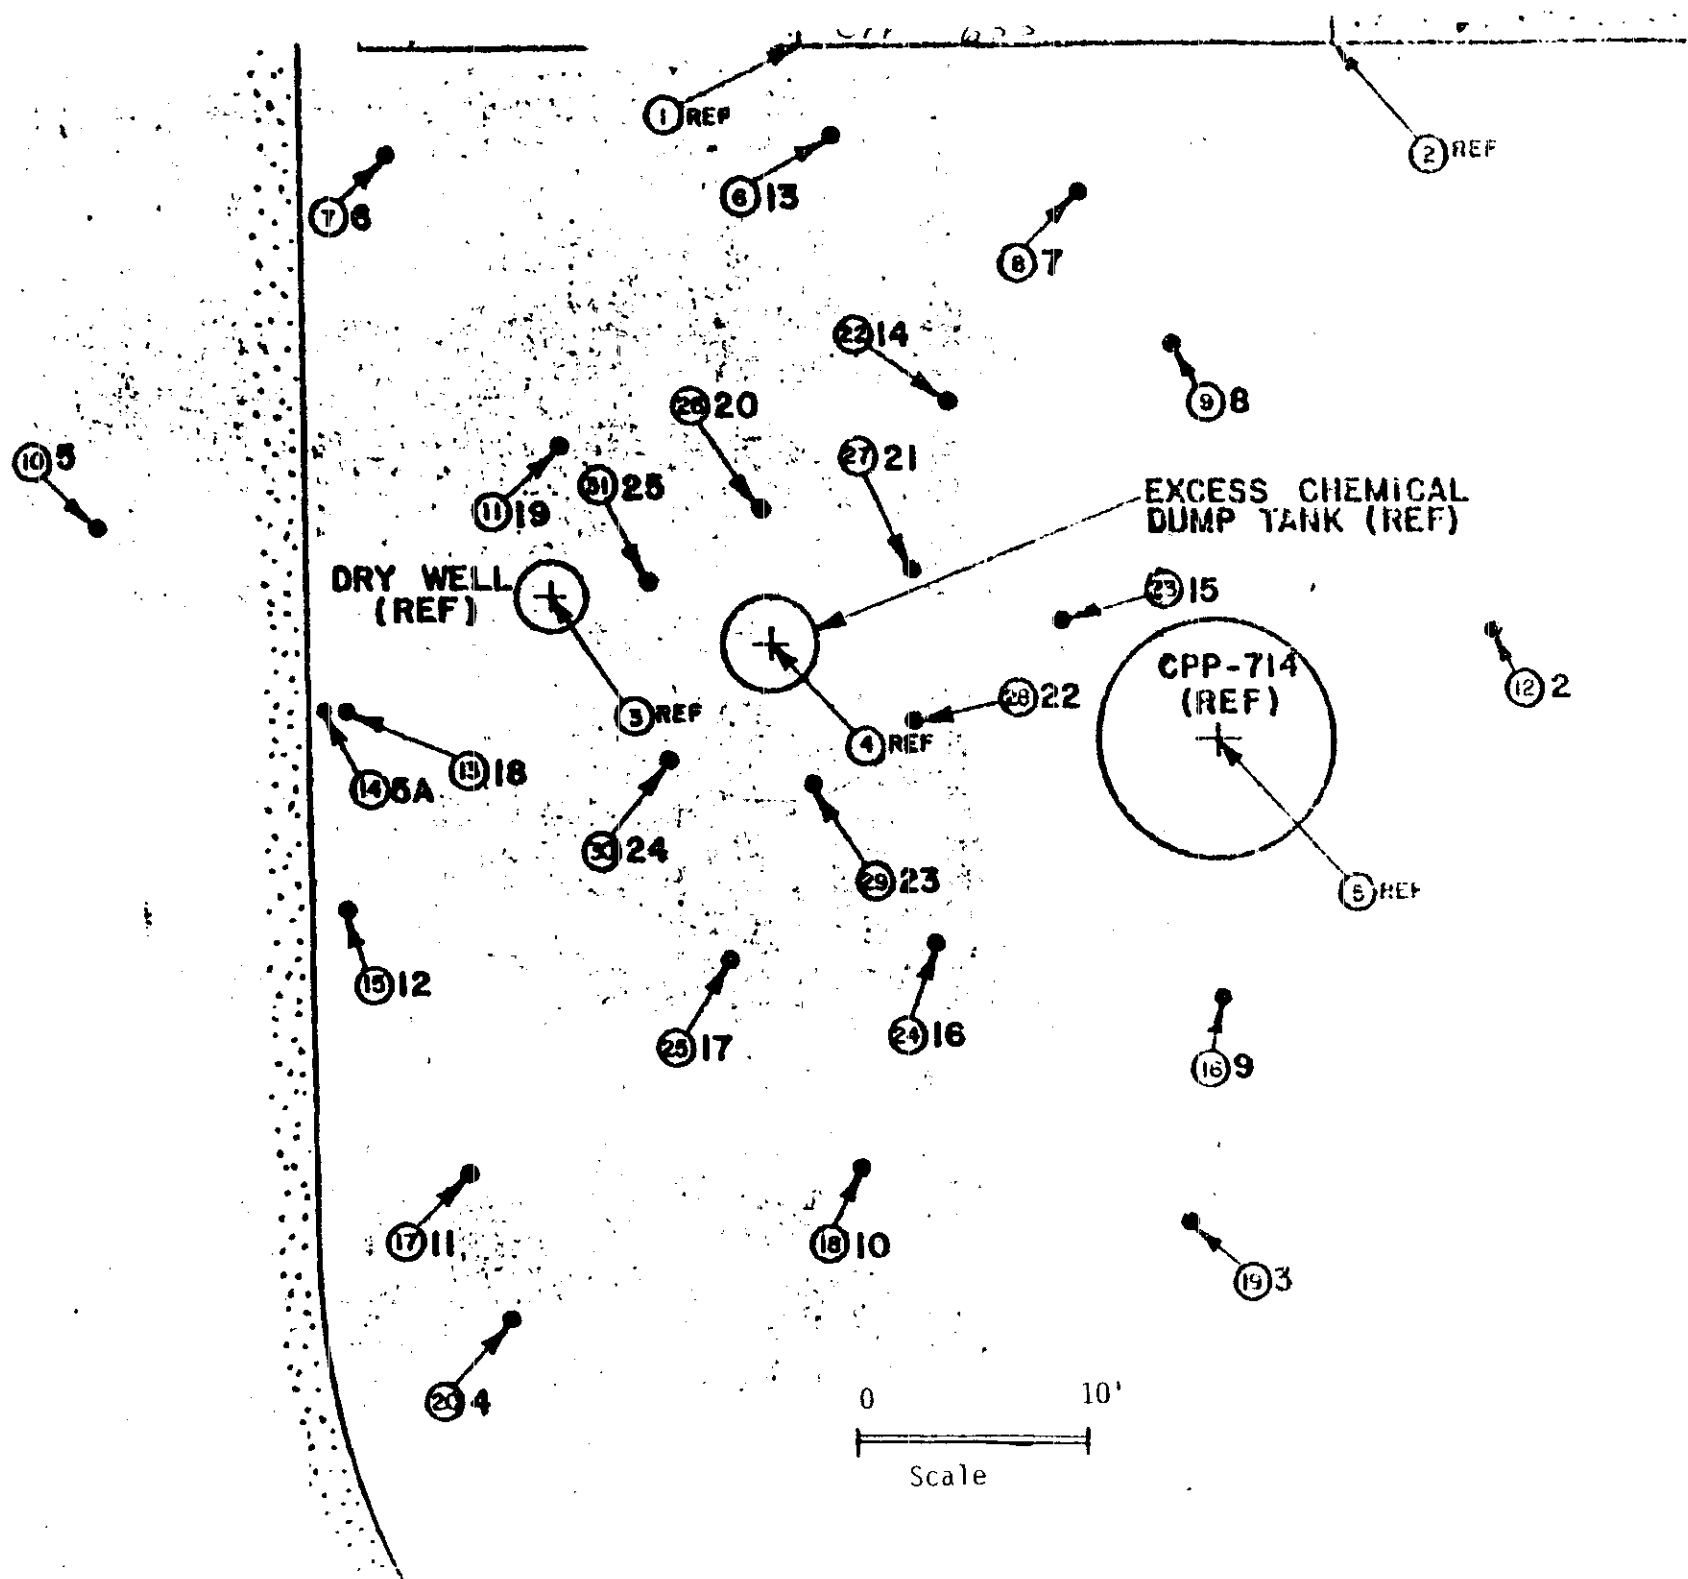 1 REF
2 REF
7 6
6 13
8 7
22 14
9 8
26 20
10 5
27 21
31 25
11 19
EXCESS CHEMICAL
DUMP TANK (REF)
DRY WELL
(REF)
23 15
CPP-714
(REF)
12 2
28 22
3 REF
4 REF
13 18
14 5A
30 24
29 23
5 REF
15 12
24 16
25 17
16 9
17 11
18 10
19 3
20 4
0 10'
Scale